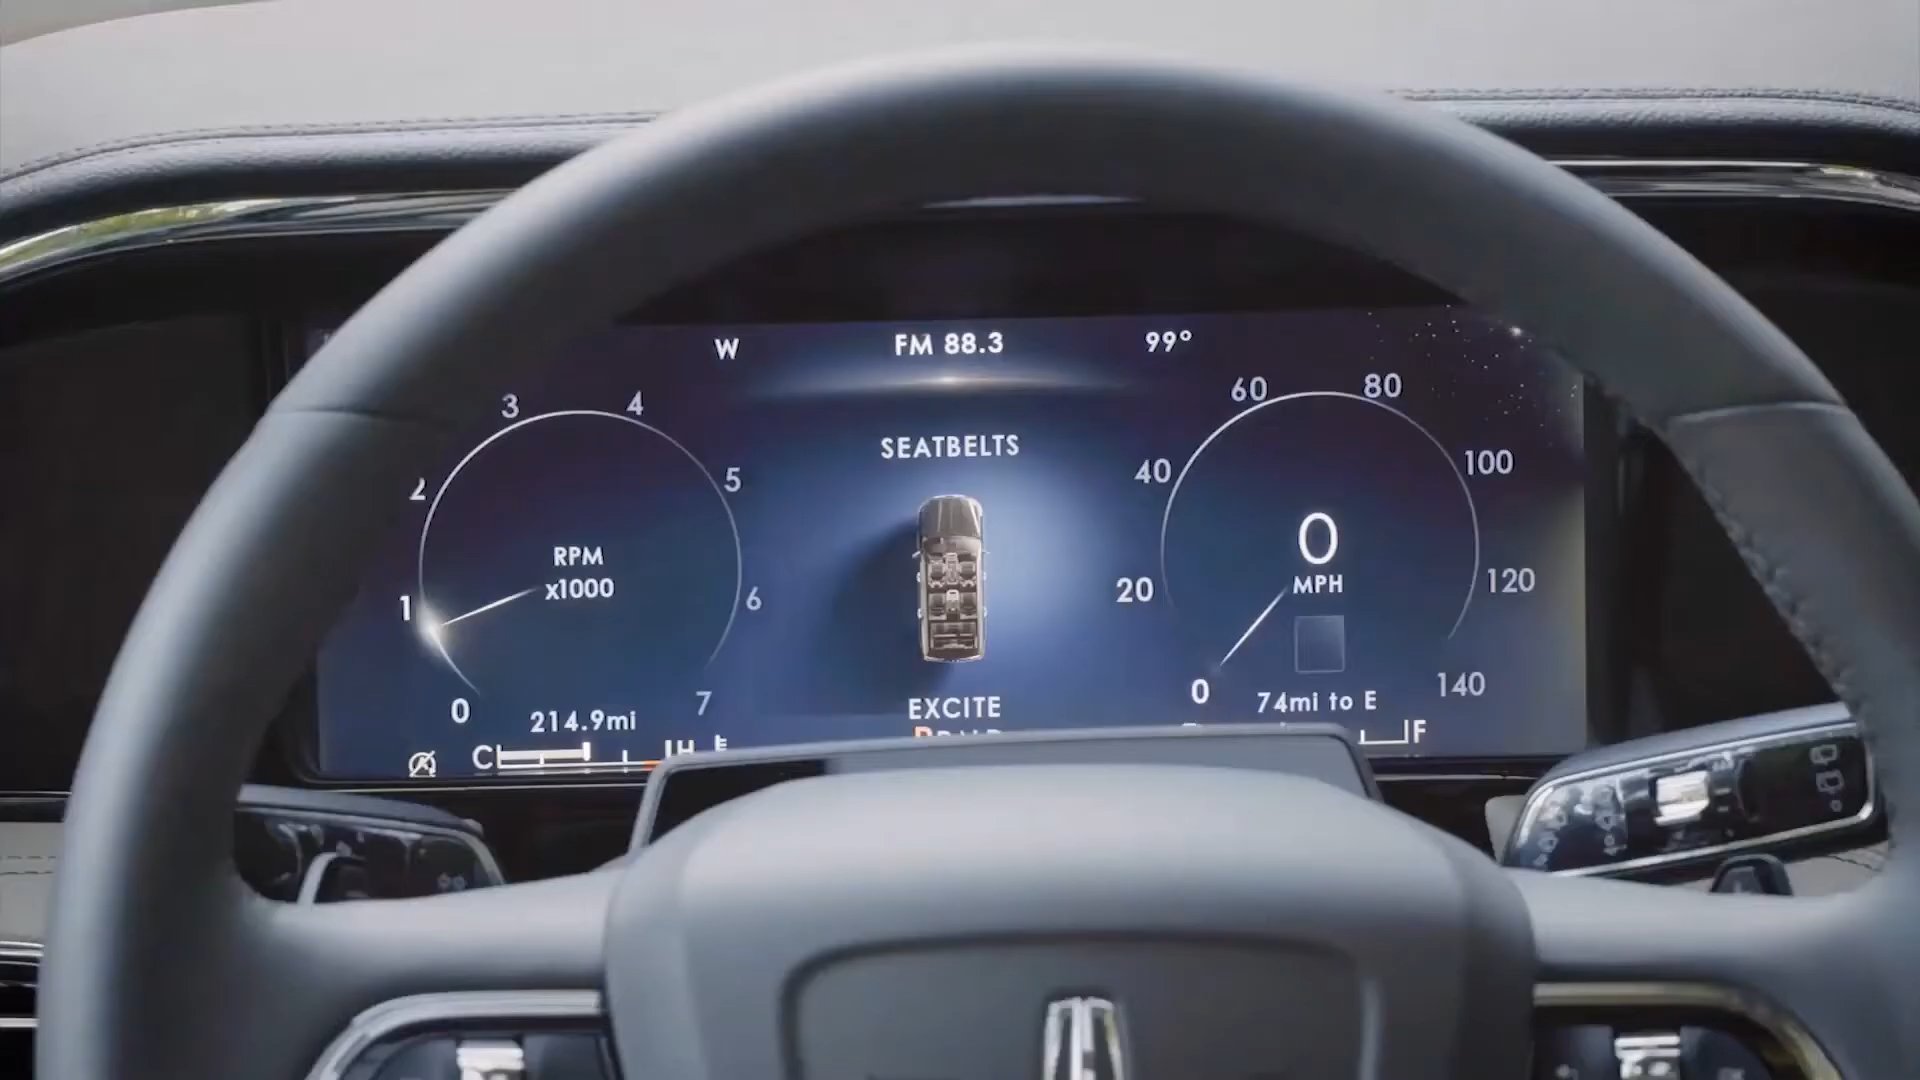 W FM 88.3 99°
SEATBELTS
3 4
2 5
1 6
0 7
RPM
x1000
214.9mi
C H
EXCITE
60 80
40 100
20 120
0 140
0
MPH
74mi to E
F